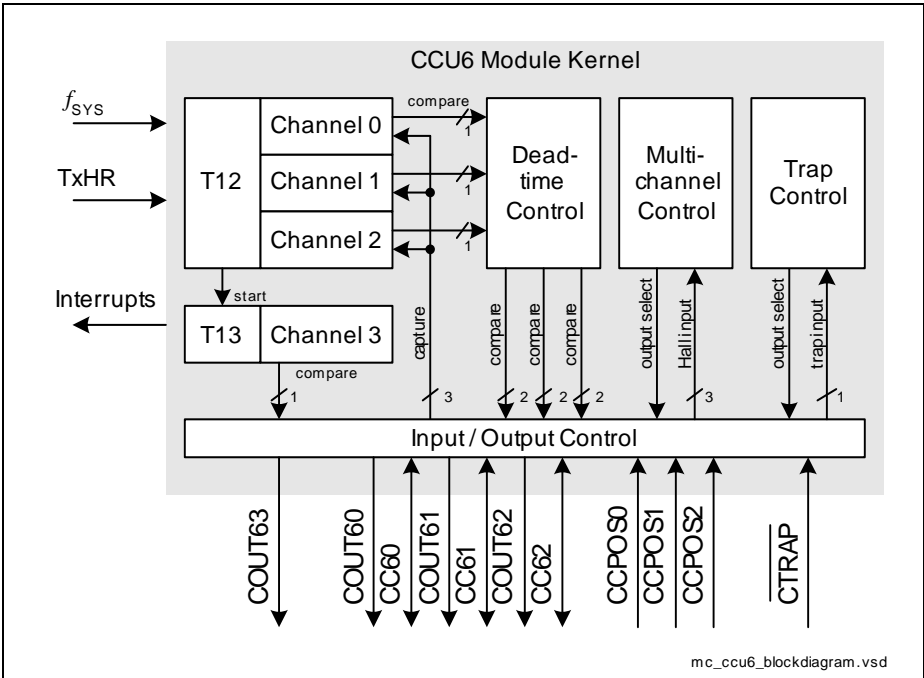 CCU6 Module Kernel
fSYS
TxHR
Interrupts
T12
Channel 0
Channel 1
Channel 2
compare
1
1
1
Dead-
time
Control
Multi-
channel
Control
Trap
Control
start
T13
Channel 3
compare
1
capture
3
compare
2
compare
2
compare
2
output select
Hall input
3
output select
trap input
1
Input / Output Control
COUT63
COUT60
CC60
COUT61
CC61
COUT62
CC62
CCPOS0
CCPOS1
CCPOS2
CTRAP
mc_ccu6_blockdiagram.vsd